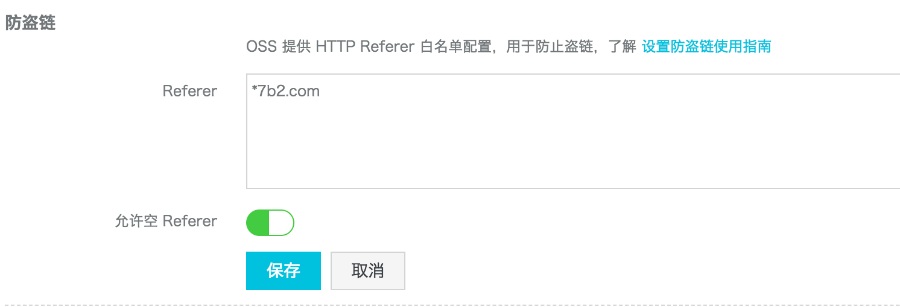 防盗链
OSS 提供 HTTP Referer 白名单配置，用于防止盗链，了解 设置防盗链使用指南
Referer
*7b2.com
允许空 Referer
保存 取消